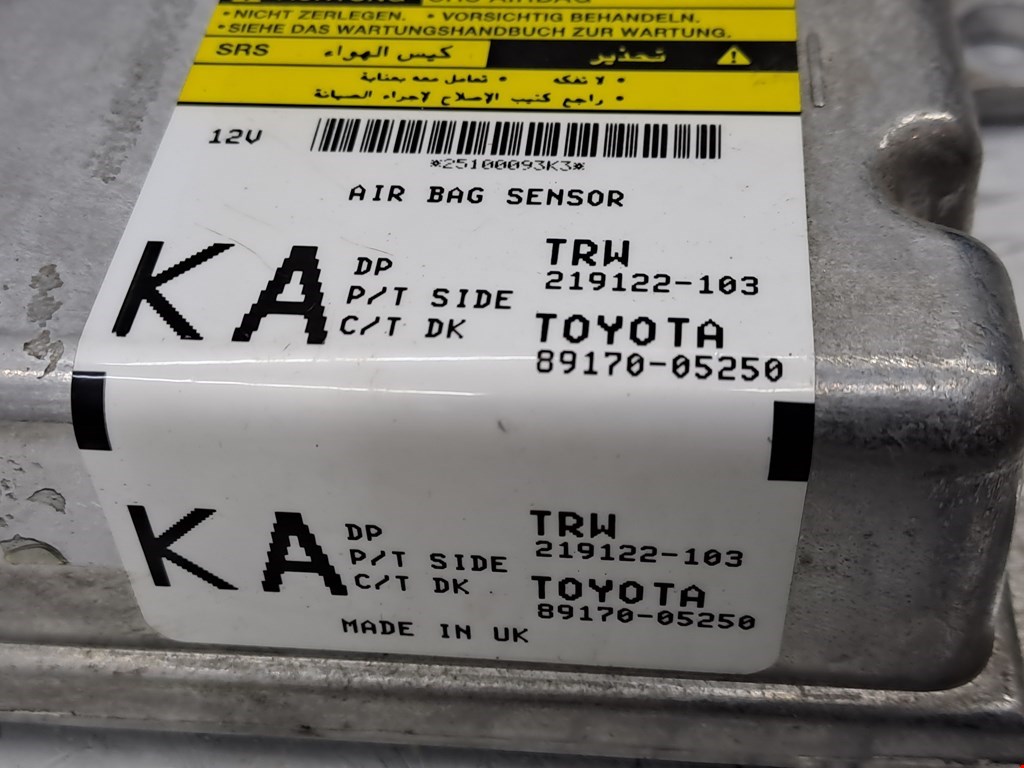 SRS AIRBAG
• NICHT ZERLEGEN. • VORSICHTIG BEHANDELN.
• SIEHE DAS WARTUNGSHANDBUCH ZUR WARTUNG.
SRS كيس الهواء تحذير
• لا تفكه • تعامل معه بعناية
• راجع كتيب الإصلاح لإجراء الصيانة
12V
*25100093K3*
AIR BAG SENSOR
KA
DP
P/T SIDE
C/T DK
TRW
219122-103
TOYOTA
89170-05250
KA
DP
P/T SIDE
C/T DK
TRW
219122-103
TOYOTA
89170-05250
MADE IN UK